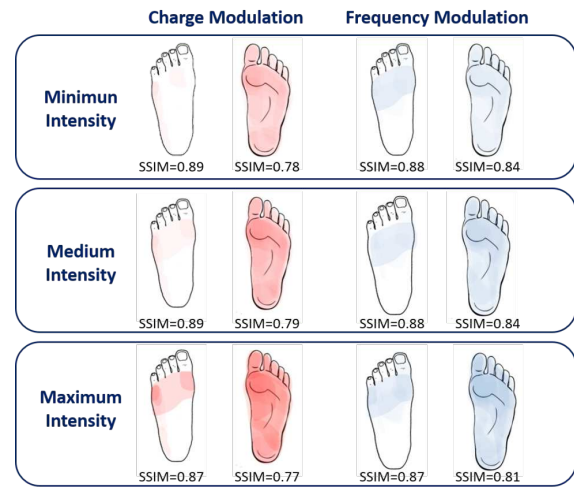 Charge Modulation Frequency Modulation
Minimun
Intensity
SSIM=0.89 SSIM=0.78 SSIM=0.88 SSIM=0.84
Medium
Intensity
SSIM=0.89 SSIM=0.79 SSIM=0.88 SSIM=0.84
Maximum
Intensity
SSIM=0.87 SSIM=0.77 SSIM=0.87 SSIM=0.81